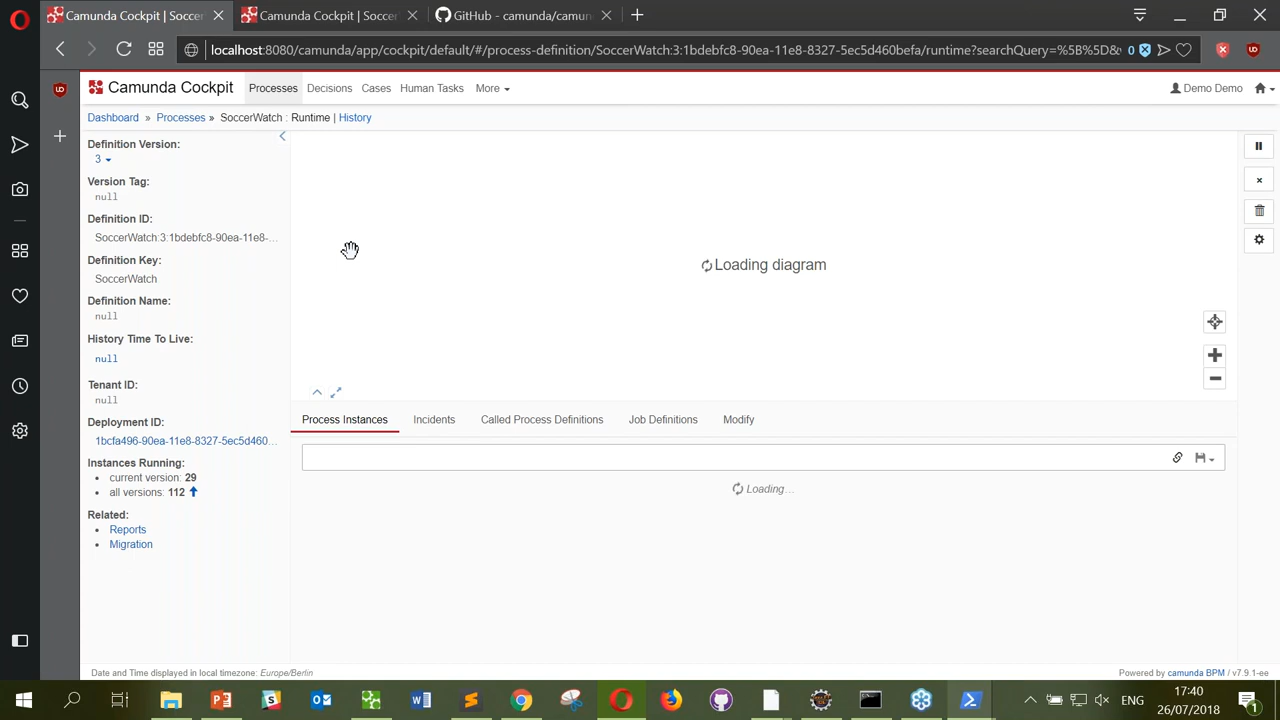 Camunda Cockpit | Soccer
Camunda Cockpit | Soccer
GitHub - camunda/camun
localhost:8080/camunda/app/cockpit/default/#/process-definition/SoccerWatch:3:1bdebfc8-90ea-11e8-8327-5ec5d460befa/runtime?searchQuery=%5B%5D&
0
Camunda Cockpit
Processes
Decisions
Cases
Human Tasks
More
Demo Demo
Dashboard » Processes » SoccerWatch : Runtime | History
Definition Version:
3
Version Tag:
null
Definition ID:
SoccerWatch:3:1bdebfc8-90ea-11e8-...
Definition Key:
SoccerWatch
Definition Name:
null
History Time To Live:
null
Tenant ID:
null
Deployment ID:
1bcfa496-90ea-11e8-8327-5ec5d460...
Instances Running:
current version: 29
all versions: 112
Related:
Reports
Migration
Loading diagram
Process Instances
Incidents
Called Process Definitions
Job Definitions
Modify
Loading...
Date and Time displayed in local timezone: Europe/Berlin
Powered by camunda BPM / v7.9.1-ee
ENG
17:40
26/07/2018
1